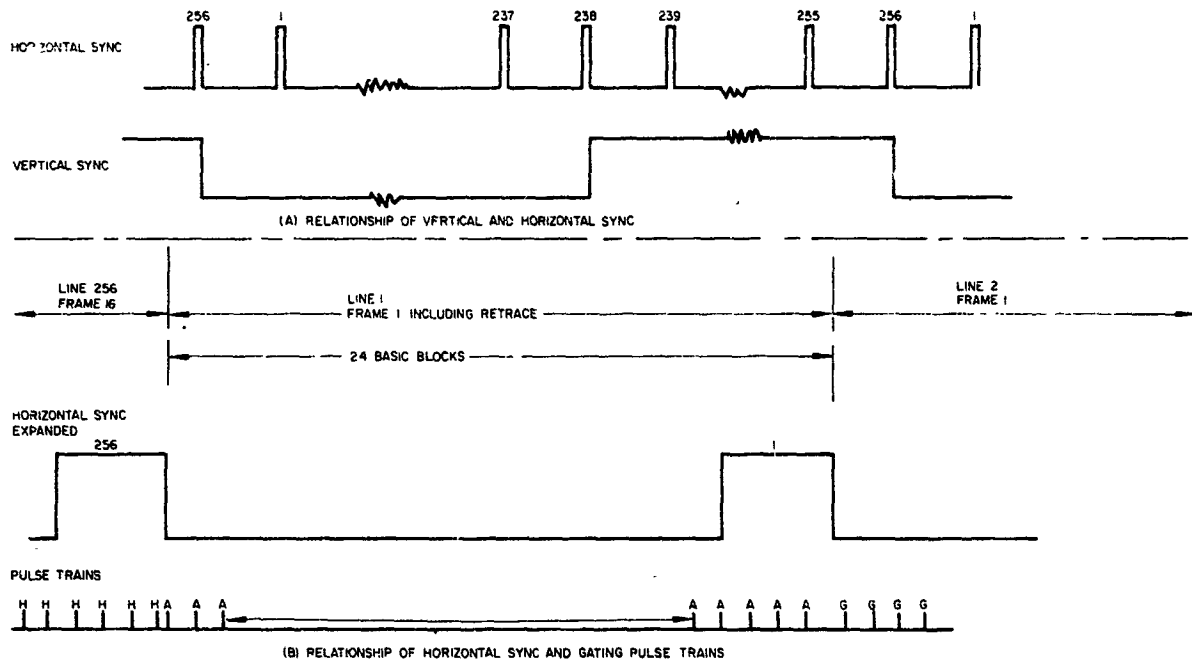 256 1 237 238 239 255 256 1
HORIZONTAL SYNC
VERTICAL SYNC
(A) RELATIONSHIP OF VERTICAL AND HORIZONTAL SYNC
LINE 256
FRAME 16
LINE 1
FRAME 1 INCLUDING RETRACE
LINE 2
FRAME 1
24 BASIC BLOCKS
HORIZONTAL SYNC
EXPANDED
256 1
PULSE TRAINS
H H H H H H A A A A A A A A G G G G
(B) RELATIONSHIP OF HORIZONTAL SYNC AND GATING PULSE TRAINS